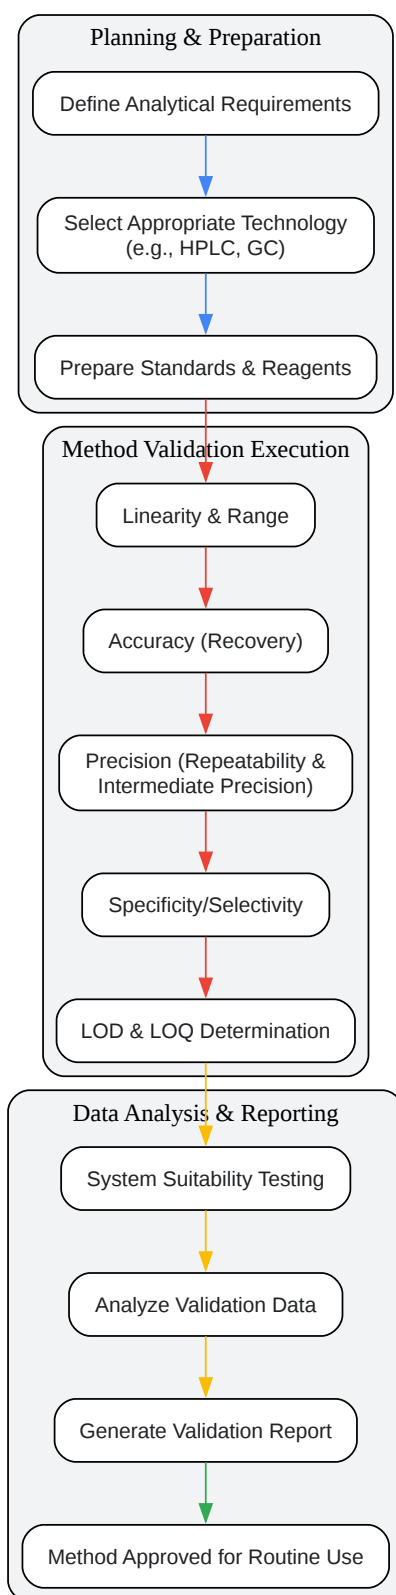 Planning & Preparation
Define Analytical Requirements
Select Appropriate Technology
(e.g., HPLC, GC)
Prepare Standards & Reagents
Method Validation Execution
Linearity & Range
Accuracy (Recovery)
Precision (Repeatability &
Intermediate Precision)
Specificity/Selectivity
LOD & LOQ Determination
Data Analysis & Reporting
System Suitability Testing
Analyze Validation Data
Generate Validation Report
Method Approved for Routine Use